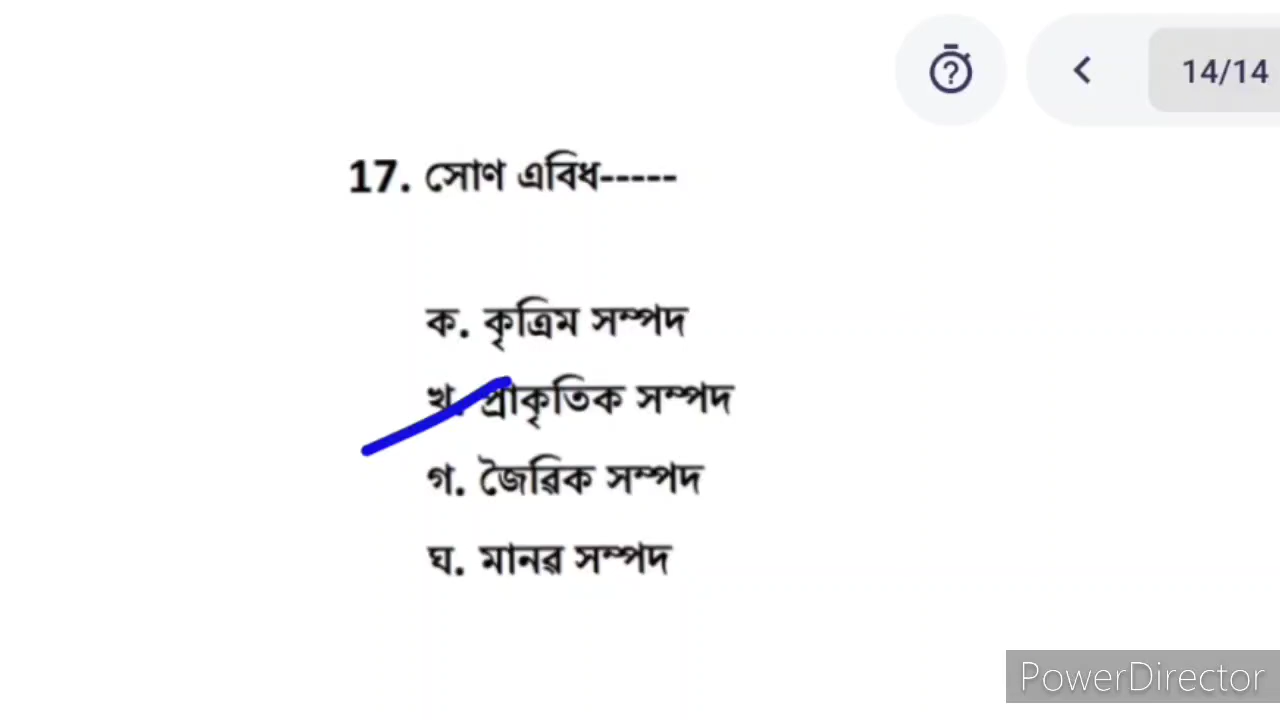 14/14
17. সোণ এবিধ-----
ক. কৃত্ৰিম সম্পদ
খ. প্ৰাকৃতিক সম্পদ
গ. জৈৱিক সম্পদ
ঘ. মানৱ সম্পদ
PowerDirector